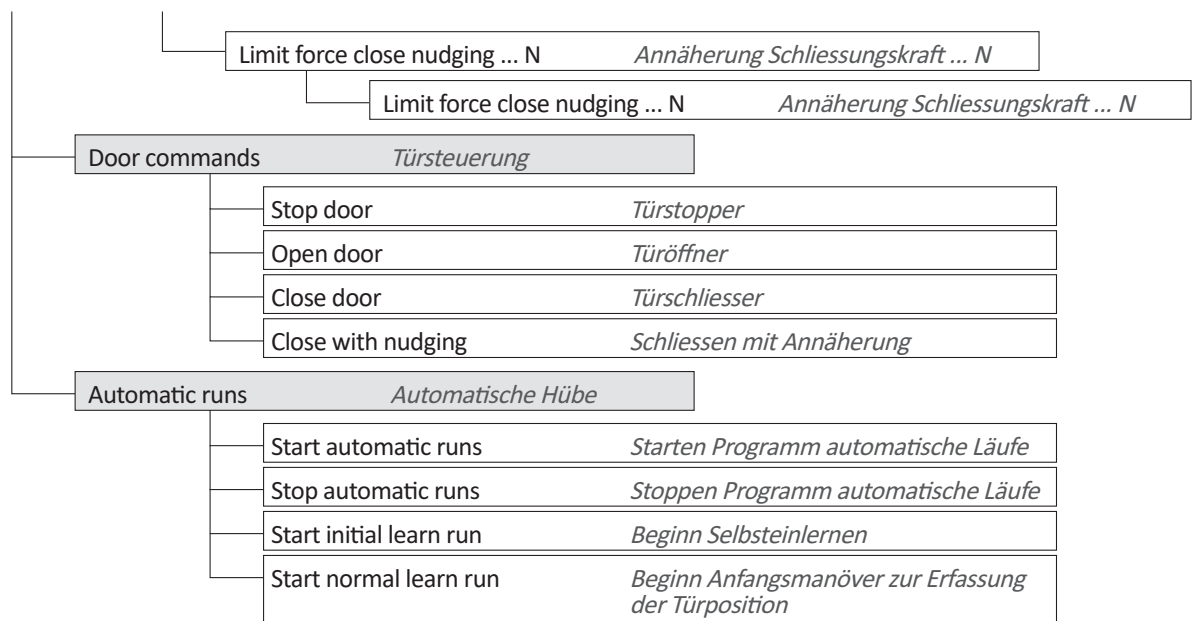 Limit force close nudging ... N Annäherung Schliessungskraft ... N
Limit force close nudging ... N Annäherung Schliessungskraft ... N
Door commands Türsteuerung
Stop door Türstopper
Open door Türöffner
Close door Türschliesser
Close with nudging Schliessen mit Annäherung
Automatic runs Automatische Hübe
Start automatic runs Starten Programm automatische Läufe
Stop automatic runs Stoppen Programm automatische Läufe
Start initial learn run Beginn Selbsteinlernen
Start normal learn run Beginn Anfangsmanöver zur Erfassung
der Türposition